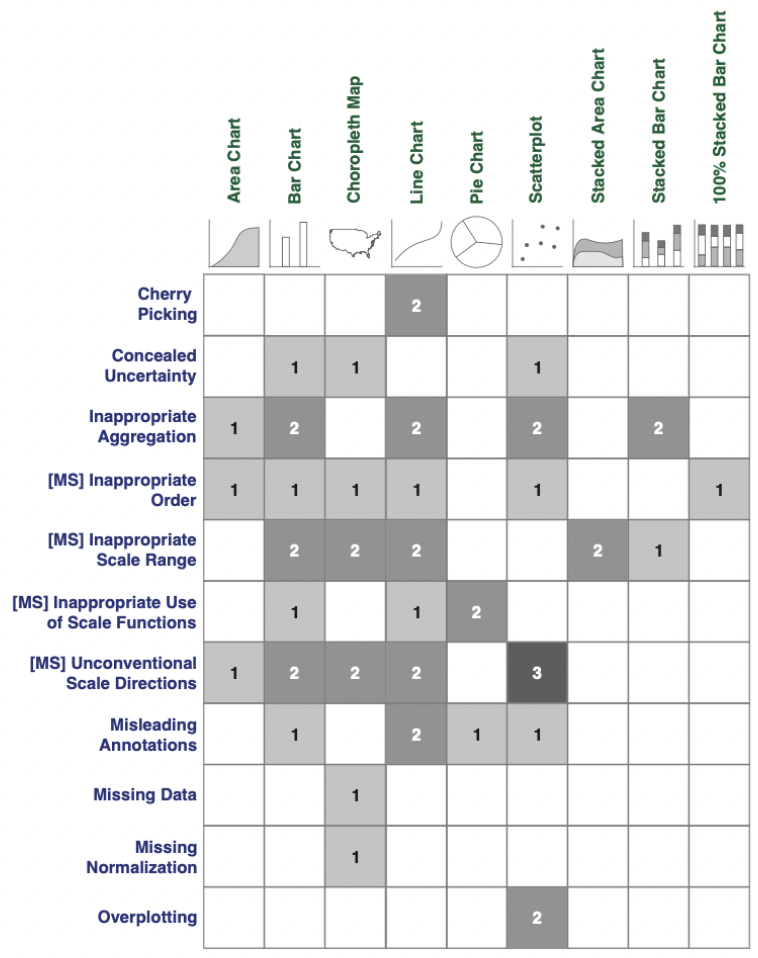 Area Chart
Bar Chart
Choropleth Map
Line Chart
Pie Chart
Scatterplot
Stacked Area Chart
Stacked Bar Chart
100% Stacked Bar Chart
Cherry
Picking
2
Concealed
Uncertainty
1 1 1
Inappropriate
Aggregation
1 2 2 2 2
[MS] Inappropriate
Order
1 1 1 1 1 1
[MS] Inappropriate
Scale Range
2 2 2 2 1
[MS] Inappropriate Use
of Scale Functions
1 1 2
[MS] Unconventional
Scale Directions
1 2 2 2 3
Misleading
Annotations
1 2 1 1
Missing Data
1
Missing
Normalization
1
Overplotting
2